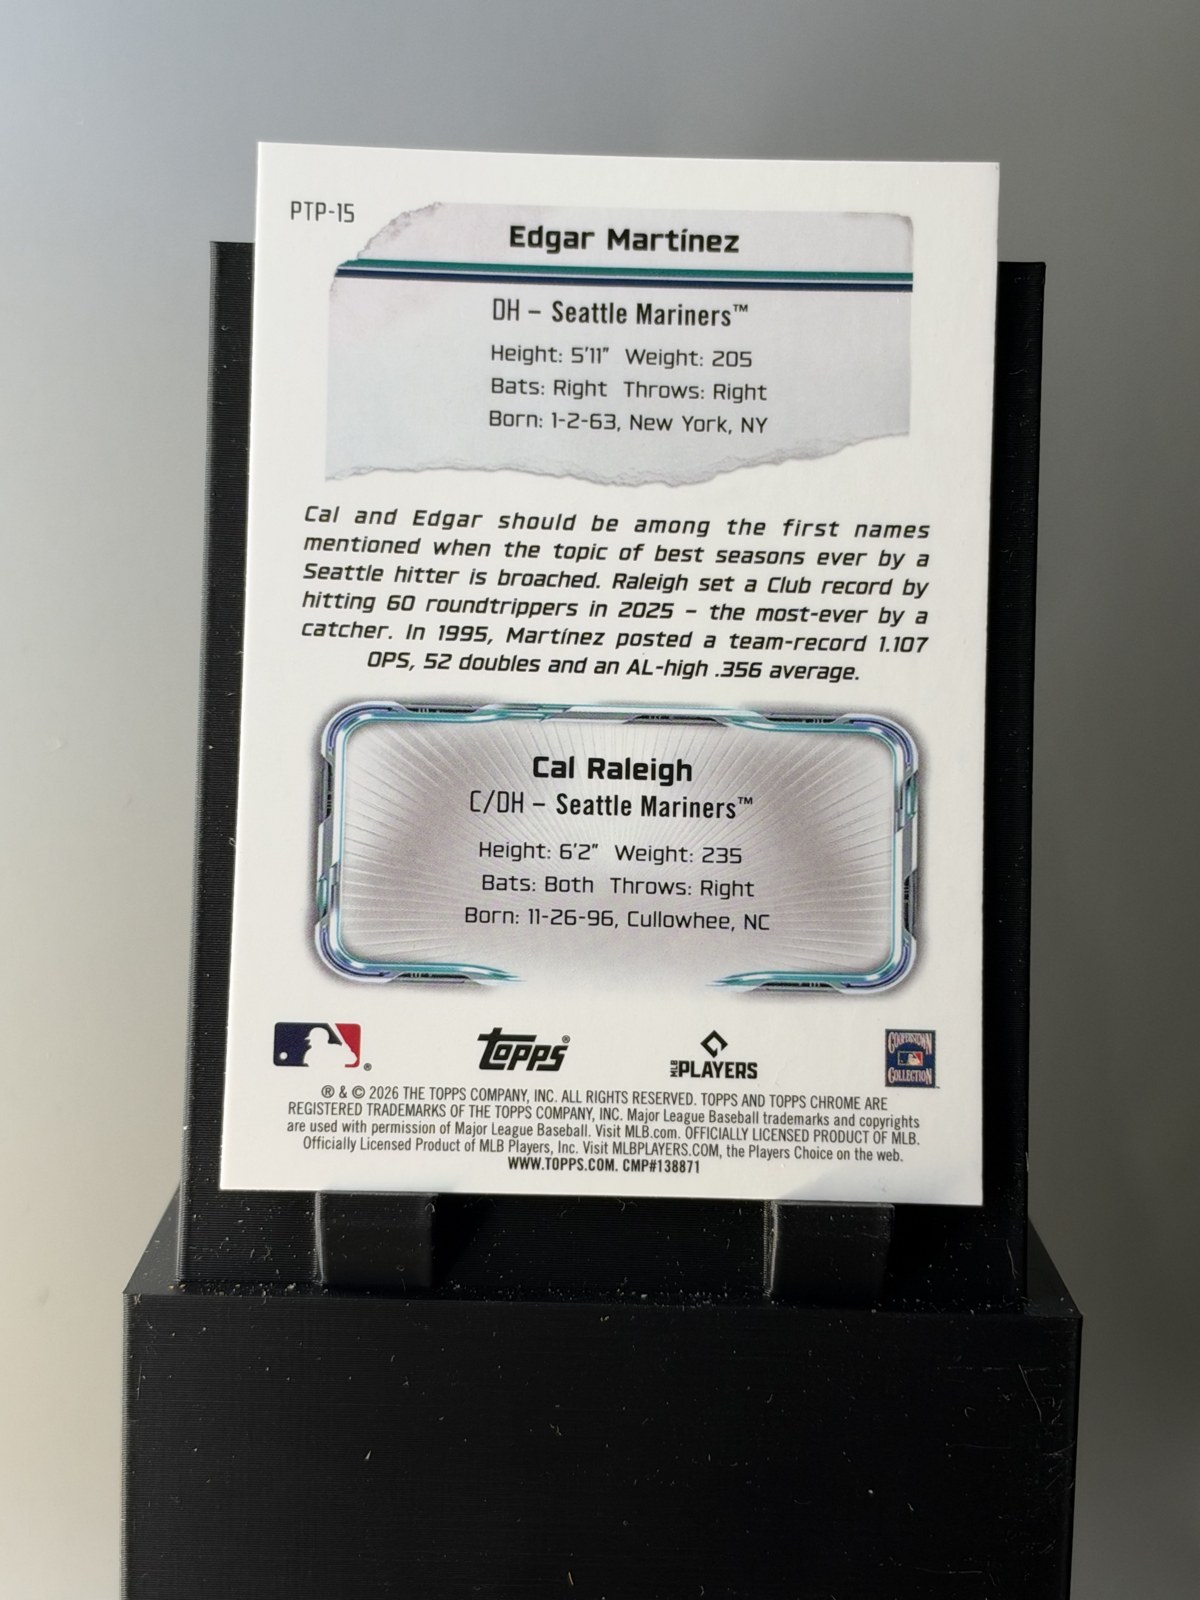 PTP-15
Edgar Martínez
DH – Seattle Mariners™
Height: 5'11" Weight: 205
Bats: Right Throws: Right
Born: 1-2-63, New York, NY
Cal and Edgar should be among the first names
mentioned when the topic of best seasons ever by a
Seattle hitter is broached. Raleigh set a Club record by
hitting 60 roundtrippers in 2025 – the most-ever by a
catcher. In 1995, Martínez posted a team-record 1.107
OPS, 52 doubles and an AL-high .356 average.
Cal Raleigh
C/DH – Seattle Mariners™
Height: 6'2" Weight: 235
Bats: Both Throws: Right
Born: 11-26-96, Cullowhee, NC
Topps®
MLB PLAYERS
COOPERSTOWN
COLLECTION
® & © 2026 THE TOPPS COMPANY, INC. ALL RIGHTS RESERVED. TOPPS AND TOPPS CHROME ARE
REGISTERED TRADEMARKS OF THE TOPPS COMPANY, INC. Major League Baseball trademarks and copyrights
are used with permission of Major League Baseball. Visit MLB.com. OFFICIALLY LICENSED PRODUCT OF MLB.
Officially Licensed Product of MLB Players, Inc. Visit MLBPLAYERS.COM, the Players Choice on the web.
WWW.TOPPS.COM. CMP#138871